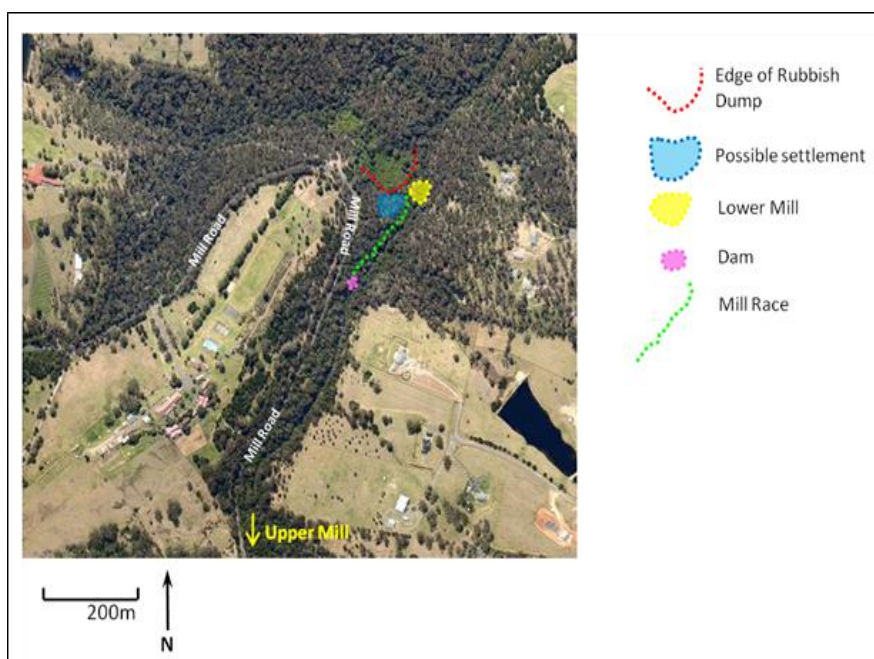 Edge of Rubbish
Dump
Possible settlement
Lower Mill
Dam
Mill Race
Mill Road
Mill Road
Mill Road
Upper Mill
200m
N